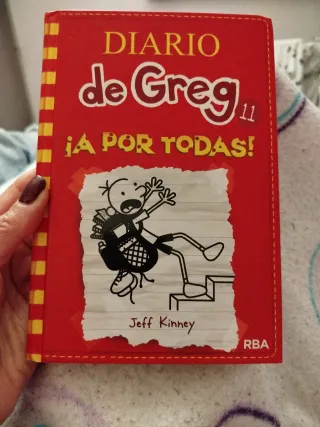 DIARIO
de Greg 11
¡A POR TODAS!
Jeff Kinney
RBA